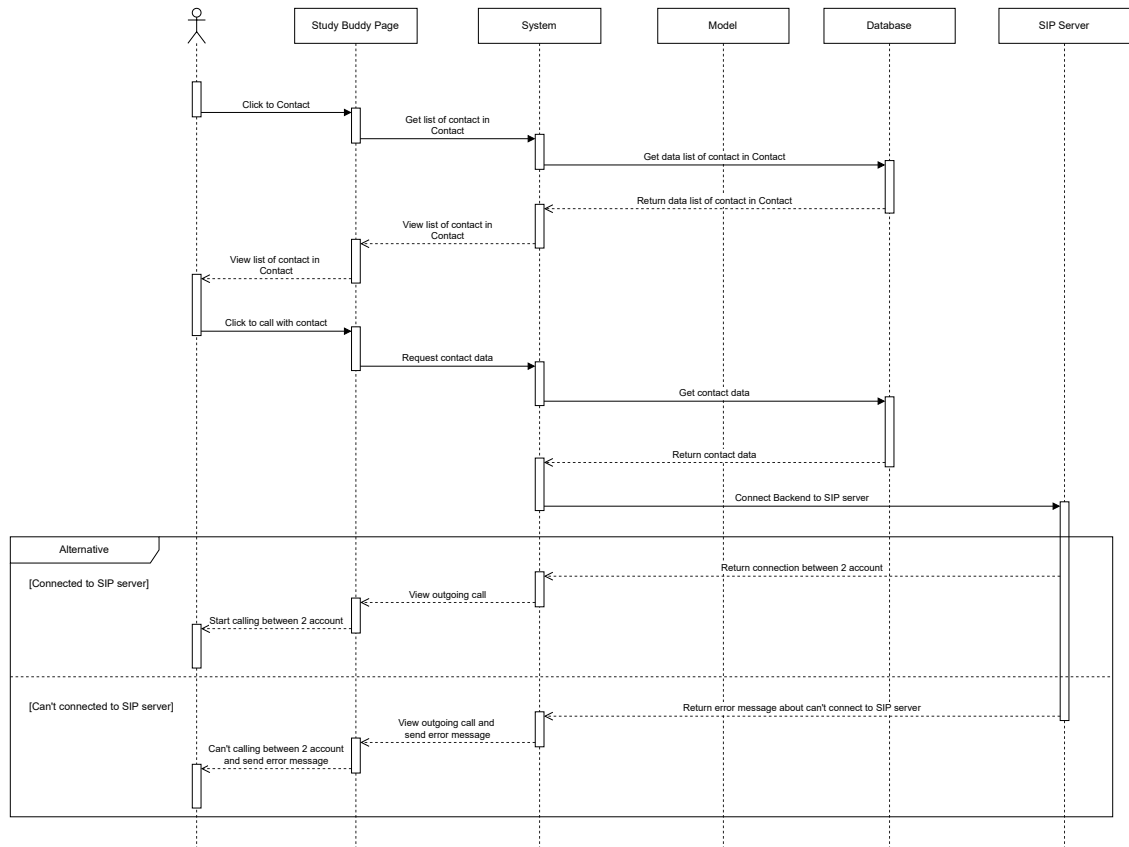 Study Buddy Page
System
Model
Database
SIP Server
Click to Contact
Get list of contact in
Contact
Get data list of contact in Contact
Return data list of contact in Contact
View list of contact in
Contact
View list of contact in
Contact
Click to call with contact
Request contact data
Get contact data
Return contact data
Connect Backend to SIP server
Alternative
[Connected to SIP server]
Return connection between 2 account
View outgoing call
Start calling between 2 account
[Can't connected to SIP server]
Return error message about can't connect to SIP server
View outgoing call and
send error message
Can't calling between 2 account
and send error message